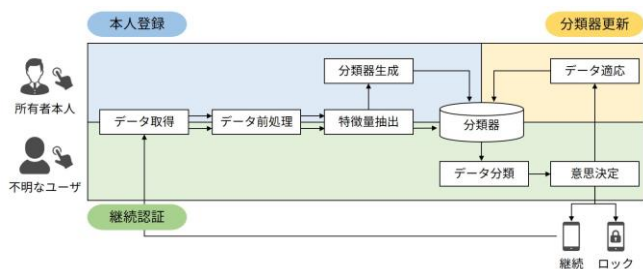 本人登録
分類器更新
分類器生成
データ適応
所有者本人
データ取得
データ前処理
特徴量抽出
分類器
不明なユーザ
データ分類
意思決定
継続認証
継続
ロック